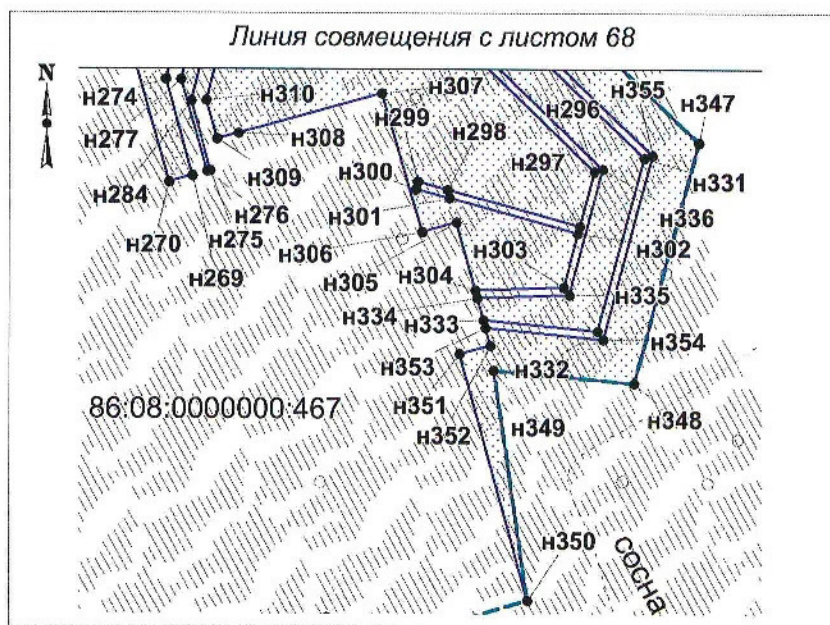 Линия совмещения с листом 68
N
н274
н310
н307
н296
н355
н347
н277
н299
н308
н298
н297
н284
н300
н309
н331
н301
н276
н336
н270
н306
н275
н303
н302
н305
н269
н304
н335
н334
н333
н354
н353
н332
86:08:0000000:467
н351
н349
н348
н352
н350
сосна